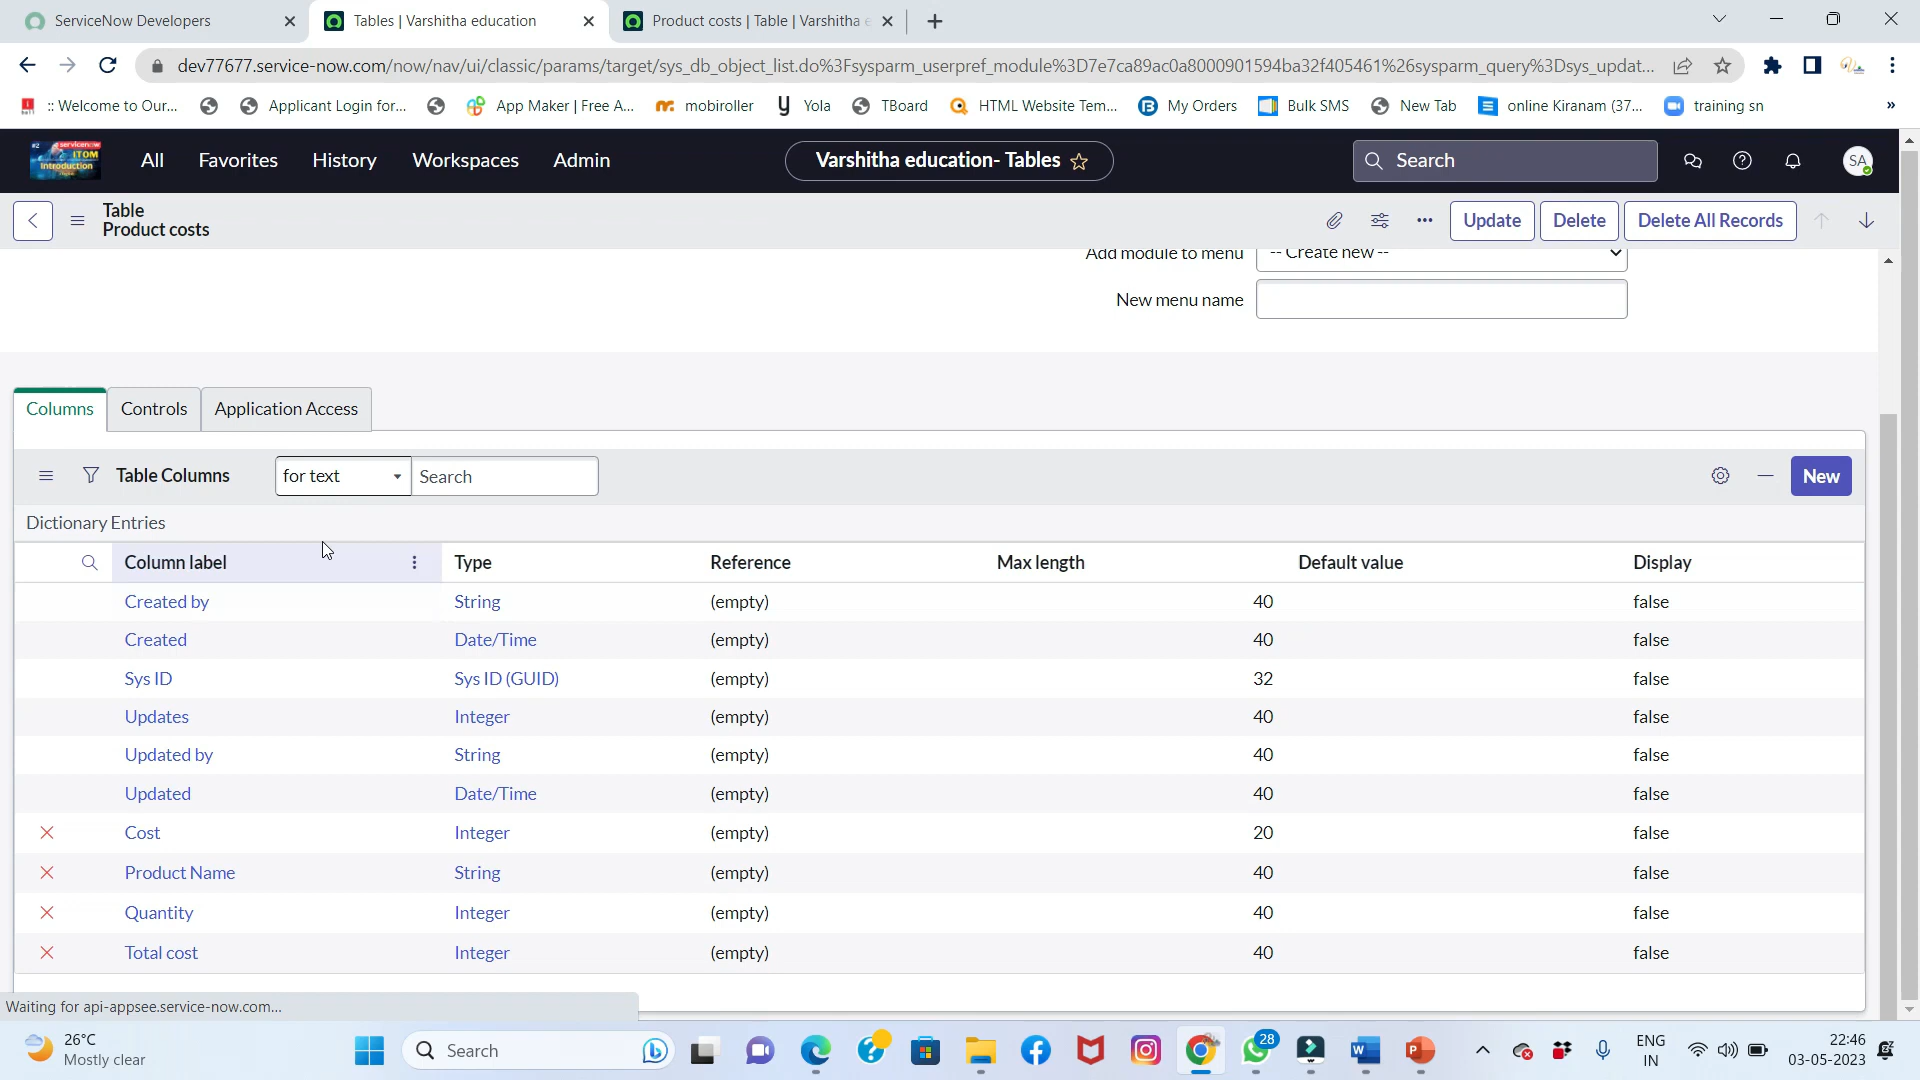 ServiceNow Developers
Tables | Varshitha education
Product costs | Table | Varshitha e
dev77677.service-now.com/now/nav/ui/classic/params/target/sys_db_object_list.do%3Fsysparm_userpref_module%3D7e7ca89ac0a8000901594ba32f405461%26sysparm_query%3Dsys_updat...
:: Welcome to Our...
Applicant Login for...
App Maker | Free A...
mobiroller
Yola
TBoard
HTML Website Tem...
My Orders
Bulk SMS
New Tab
online Kiranam (37...
training sn
»
#2 servicenow
ITOM
Introduction
All
Favorites
History
Workspaces
Admin
Varshitha education- Tables
Search
SA
Table
Product costs
Update
Delete
Delete All Records
Add module to menu
-- Create new --
New menu name
Columns
Controls
Application Access
Table Columns
for text
Search
New
Dictionary Entries
Column label Type Reference Max length Default value Display
Created by String (empty) 40 false
Created Date/Time (empty) 40 false
Sys ID Sys ID (GUID) (empty) 32 false
Updates Integer (empty) 40 false
Updated by String (empty) 40 false
Updated Date/Time (empty) 40 false
Cost Integer (empty) 20 false
Product Name String (empty) 40 false
Quantity Integer (empty) 40 false
Total cost Integer (empty) 40 false
Waiting for api-appsee.service-now.com...
26°C
Mostly clear
Search
28
ENG
IN
22:46
03-05-2023